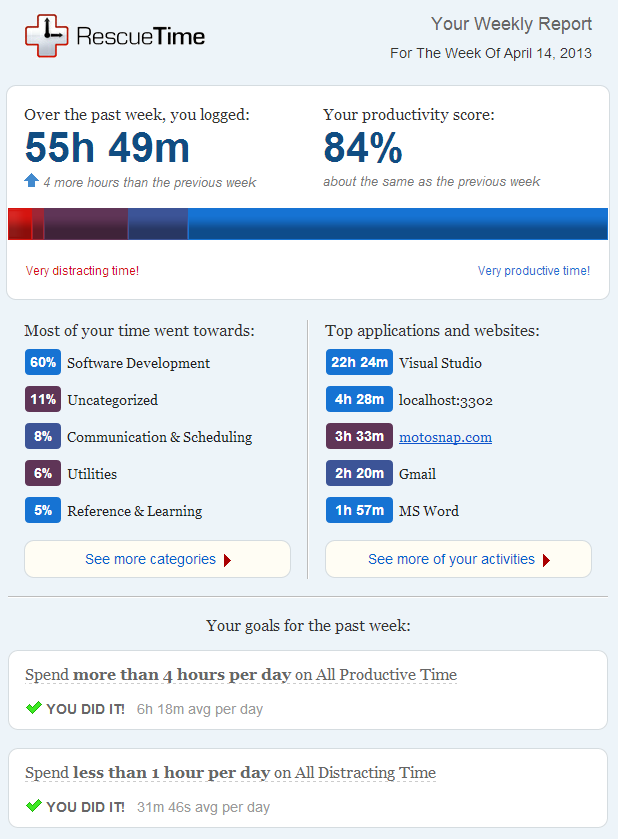 RescueTime
Your Weekly Report
For The Week Of April 14, 2013
Over the past week, you logged:
55h 49m
4 more hours than the previous week
Your productivity score:
84%
about the same as the previous week
Very distracting time!
Very productive time!
Most of your time went towards:
60% Software Development
11% Uncategorized
8% Communication & Scheduling
6% Utilities
5% Reference & Learning
See more categories
Top applications and websites:
22h 24m Visual Studio
4h 28m localhost:3302
3h 33m motosnap.com
2h 20m Gmail
1h 57m MS Word
See more of your activities
Your goals for the past week:
Spend more than 4 hours per day on All Productive Time
YOU DID IT! 6h 18m avg per day
Spend less than 1 hour per day on All Distracting Time
YOU DID IT! 31m 46s avg per day